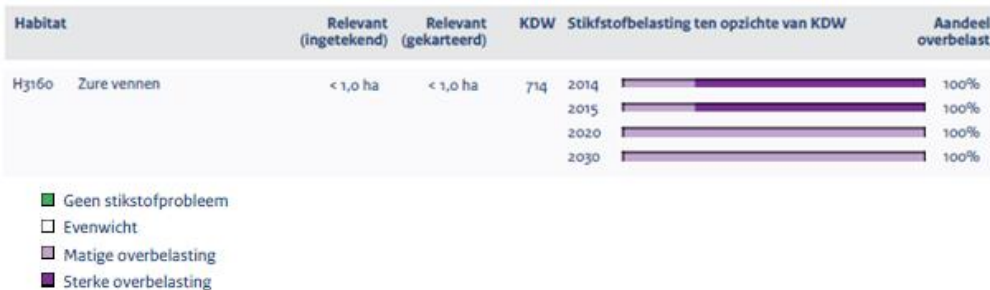 Habitat Relevant (ingetekend) Relevant (gekarteerd) KDW Stikfstofbelasting ten opzichte van KDW Aandeel overbelast
H3160 Zure vennen < 1,0 ha < 1,0 ha 714 2014 100%
2015 100%
2020 100%
2030 100%
Geen stikstofprobleem
Evenwicht
Matige overbelasting
Sterke overbelasting